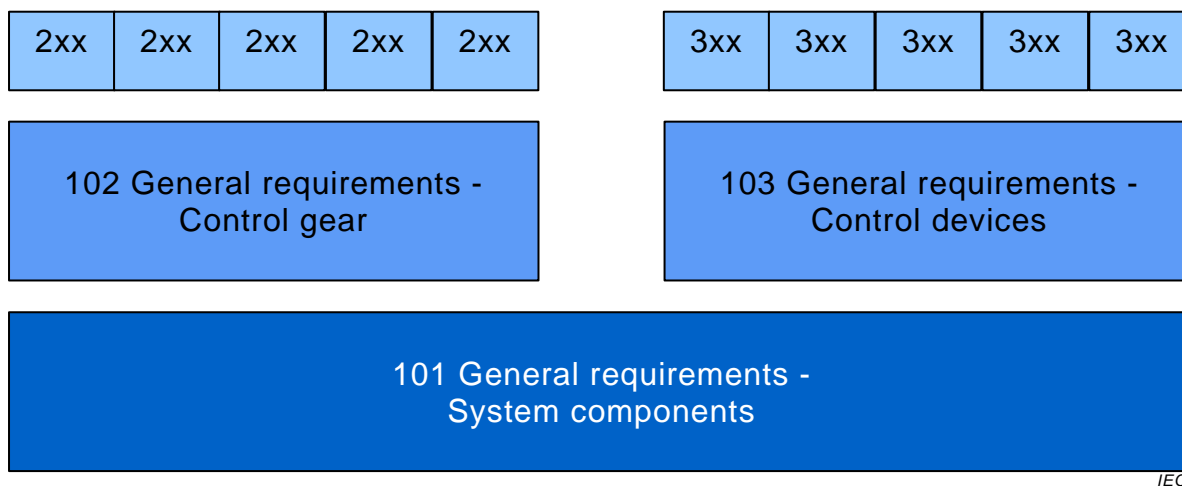 2xx 2xx 2xx 2xx 2xx 3xx 3xx 3xx 3xx 3xx
102 General requirements -
Control gear
103 General requirements -
Control devices
101 General requirements -
System components
IEC